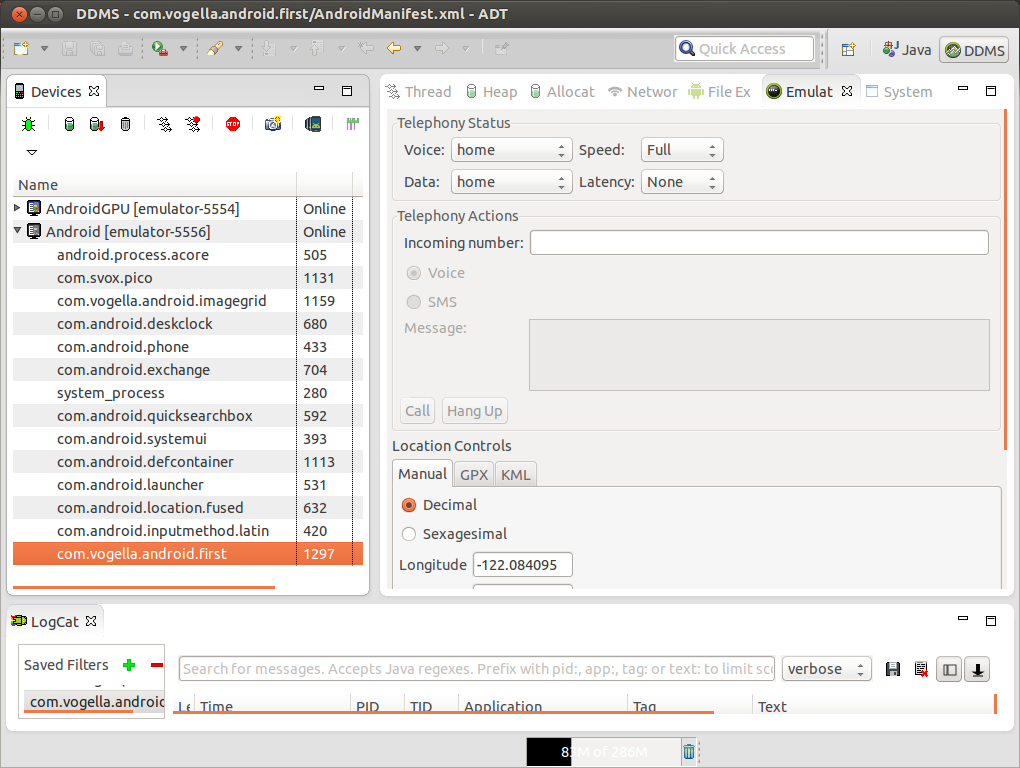 DDMS - com.vogella.android.first/AndroidManifest.xml - ADT
Quick Access
Java
DDMS
Devices
Name
AndroidGPU [emulator-5554] Online
Android [emulator-5556] Online
android.process.acore 505
com.svox.pico 1131
com.vogella.android.imagegrid 1159
com.android.deskclock 680
com.android.phone 433
com.android.exchange 704
system_process 280
com.android.quicksearchbox 592
com.android.systemui 393
com.android.defcontainer 1113
com.android.launcher 531
com.android.location.fused 632
com.android.inputmethod.latin 420
com.vogella.android.first 1297
Thread Heap Allocat Networ File Ex Emulat System
Telephony Status
Voice: home Speed: Full
Data: home Latency: None
Telephony Actions
Incoming number:
Voice
SMS
Message:
Call Hang Up
Location Controls
Manual GPX KML
Decimal
Sexagesimal
Longitude -122.084095
LogCat
Saved Filters
com.vogella.androic
Search for messages. Accepts Java regexes. Prefix with pid:, app:, tag: or text: to limit sco
verbose
Le Time PID TID Application Tag Text
83M of 286M